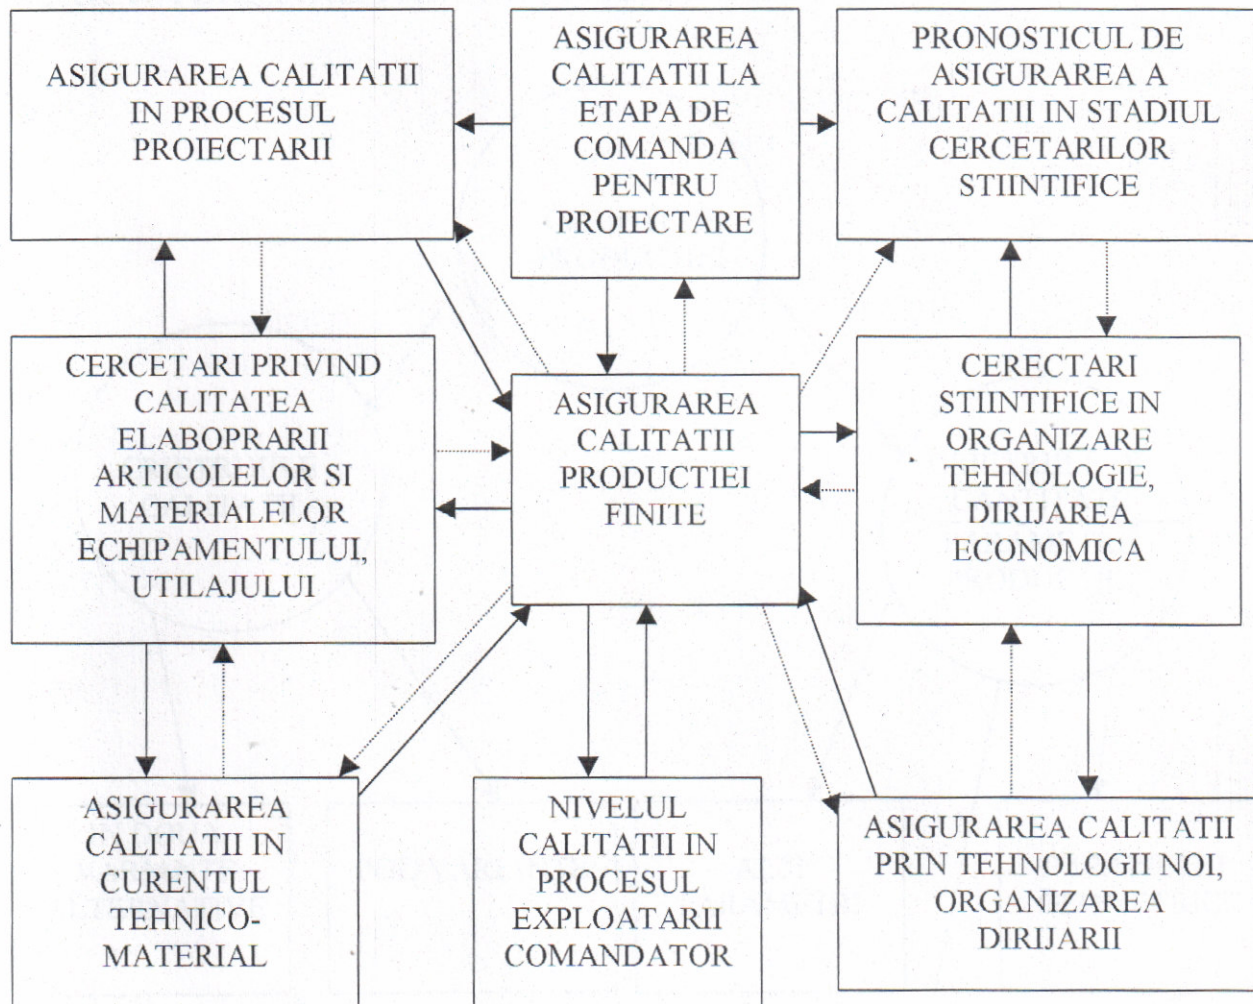 ASIGURAREA CALITATII
IN PROCESUL
PROIECTARII
ASIGURAREA
CALITATII LA
ETAPA DE
COMANDA
PENTRU
PROIECTARE
PRONOSTICUL DE
ASIGURAREA A
CALITATII IN STADIUL
CERCETARILOR
STIINTIFICE
CERCETARI PRIVIND
CALITATEA
ELABOPRARII
ARTICOLELOR SI
MATERIALELOR
ECHIPAMENTULUI,
UTILAJULUI
ASIGURAREA
CALITATII
PRODUCTIEI
FINITE
CERECTARI
STIINTIFICE IN
ORGANIZARE
TEHNOLOGIE,
DIRIJAREA
ECONOMICA
ASIGURAREA
CALITATII IN
CURENTUL
TEHNICO-
MATERIAL
NIVELUL
CALITATII IN
PROCESUL
EXPLOATARII
COMANDATOR
ASIGURAREA CALITATII
PRIN TEHNOLOGII NOI,
ORGANIZAREA
DIRIJARII